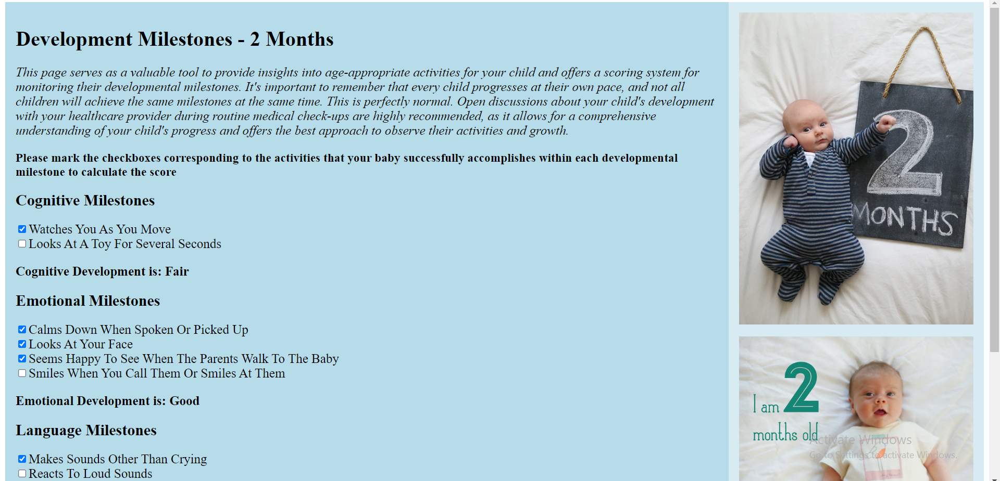 Development Milestones - 2 Months
This page serves as a valuable tool to provide insights into age-appropriate activities for your child and offers a scoring system for
monitoring their developmental milestones. It's important to remember that every child progresses at their own pace, and not all
children will achieve the same milestones at the same time. This is perfectly normal. Open discussions about your child's development
with your healthcare provider during routine medical check-ups are highly recommended, as it allows for a comprehensive
understanding of your child's progress and offers the best approach to observe their activities and growth.
Please mark the checkboxes corresponding to the activities that your baby successfully accomplishes within each developmental
milestone to calculate the score
Cognitive Milestones
Watches You As You Move
Looks At A Toy For Several Seconds
Cognitive Development is: Fair
Emotional Milestones
Calms Down When Spoken Or Picked Up
Looks At Your Face
Seems Happy To See When The Parents Walk To The Baby
Smiles When You Call Them Or Smiles At Them
Emotional Development is: Good
Language Milestones
Makes Sounds Other Than Crying
Reacts To Loud Sounds
2
MONTHS
I am 2
months old
Activate Windows
Go to Settings to activate Windows.